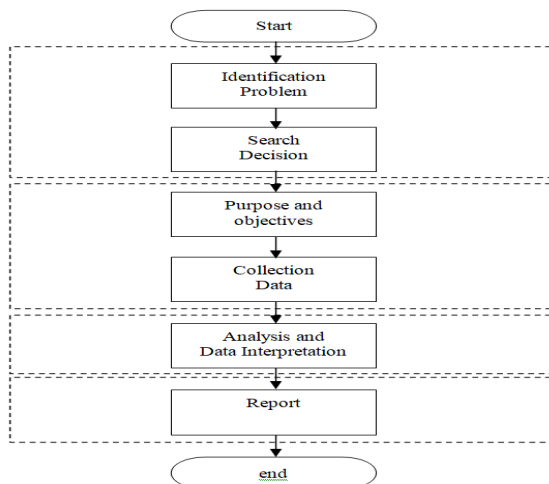 Start
Identification
Problem
Search
Decision
Purpose and
objectives
Collection
Data
Analysis and
Data Interpretation
Report
end